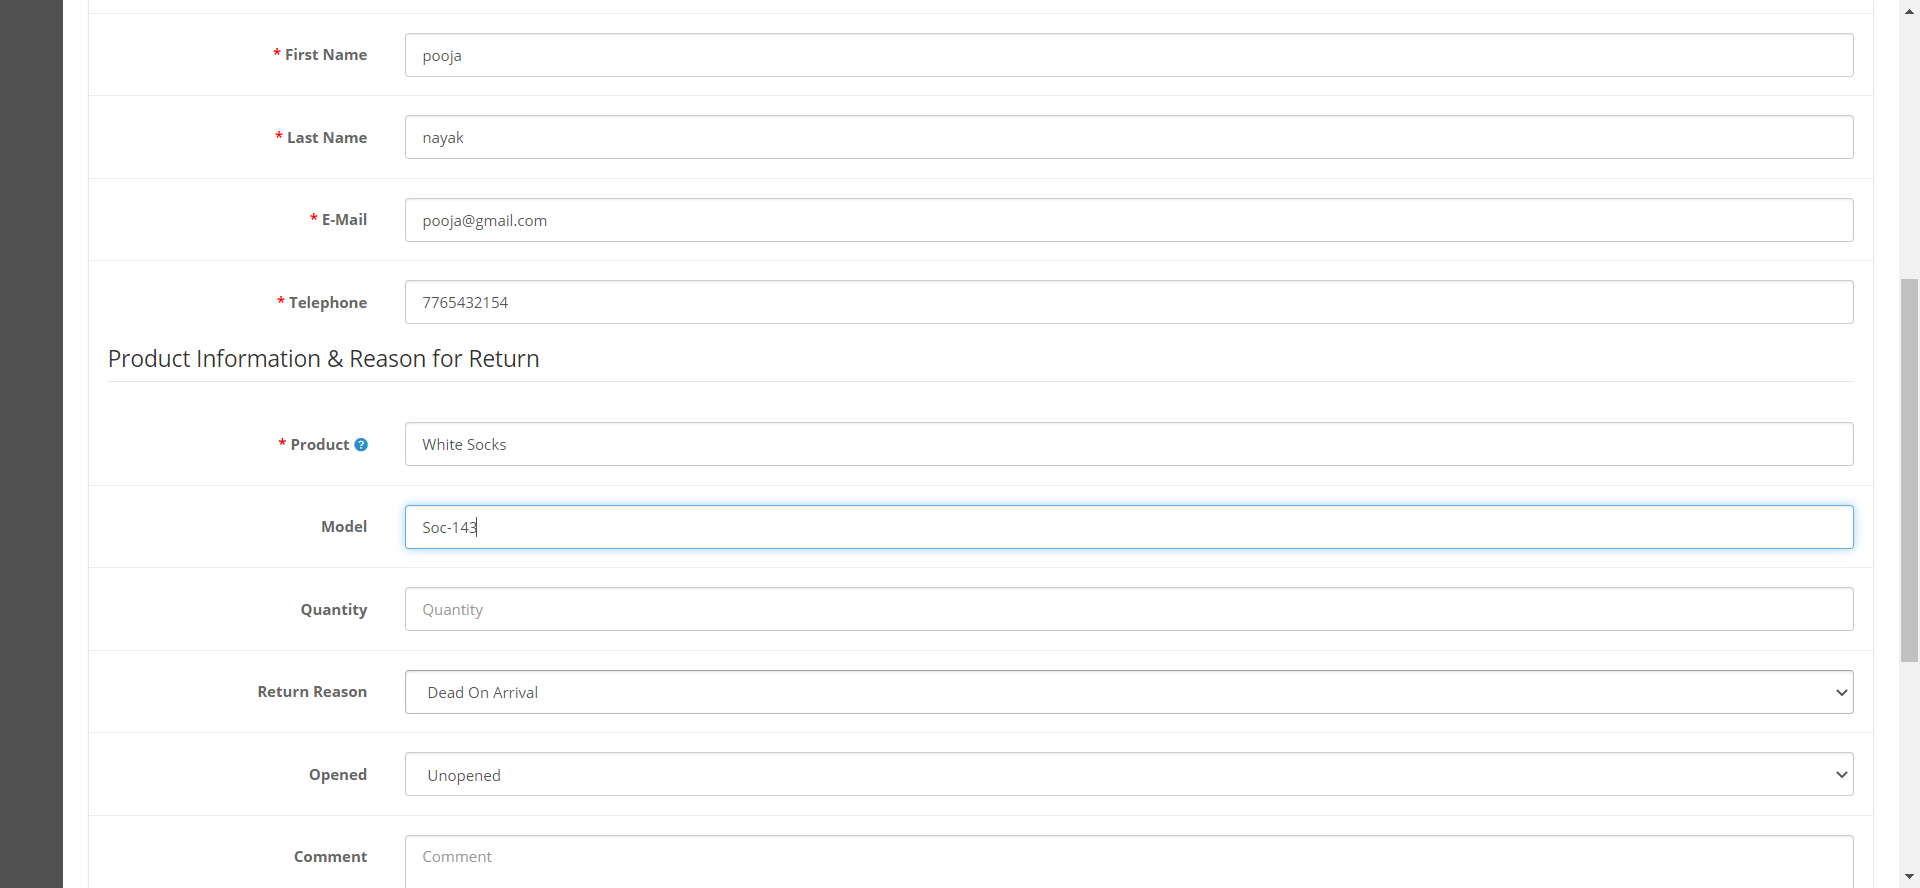 * First Name
pooja
* Last Name
nayak
* E-Mail
pooja@gmail.com
* Telephone
7765432154
Product Information & Reason for Return
* Product ?
White Socks
Model
Soc-143
Quantity
Quantity
Return Reason
Dead On Arrival
Opened
Unopened
Comment
Comment